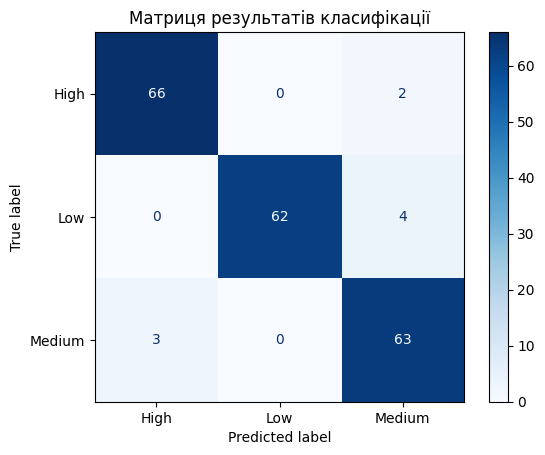 Матриця результатів класифікації
High 66 0 2
Low 0 62 4
Medium 3 0 63
High Low Medium
Predicted label
True label
60
50
40
30
20
10
0